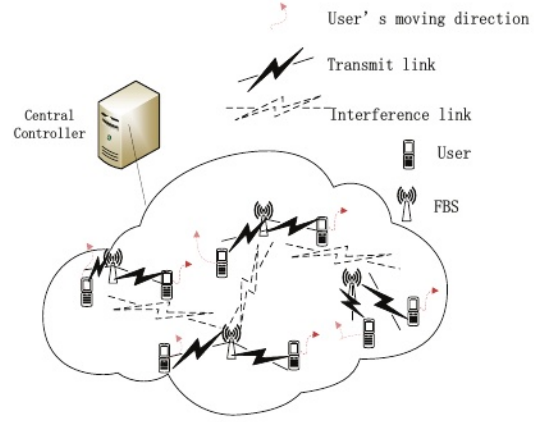 User's moving direction
Transmit link
Central
Controller
Interference link
User
FBS